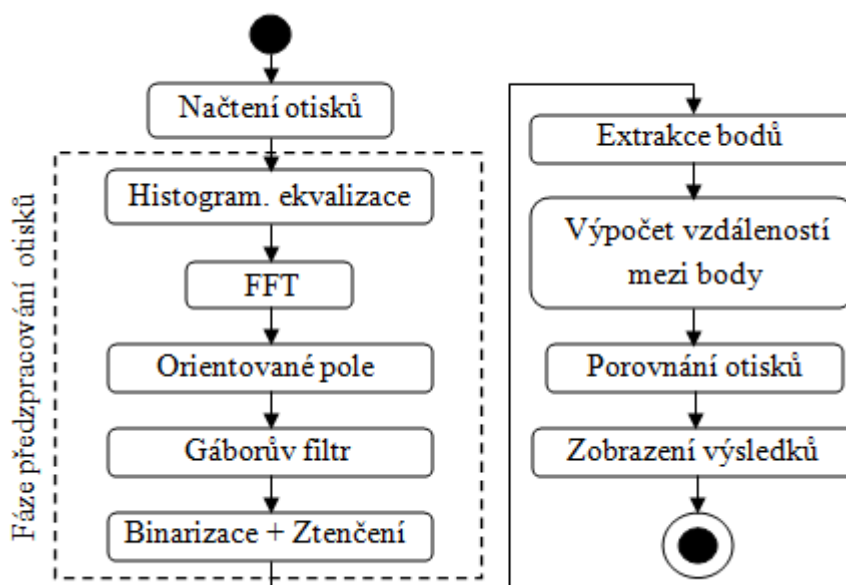 Načtení otisků
Fáze předzpracování otisků
Histogram. ekvalizace
FFT
Orientované pole
Gáborův filtr
Binarizace + Ztenčení
Extrakce bodů
Výpočet vzdáleností
mezi body
Porovnání otisků
Zobrazení výsledků